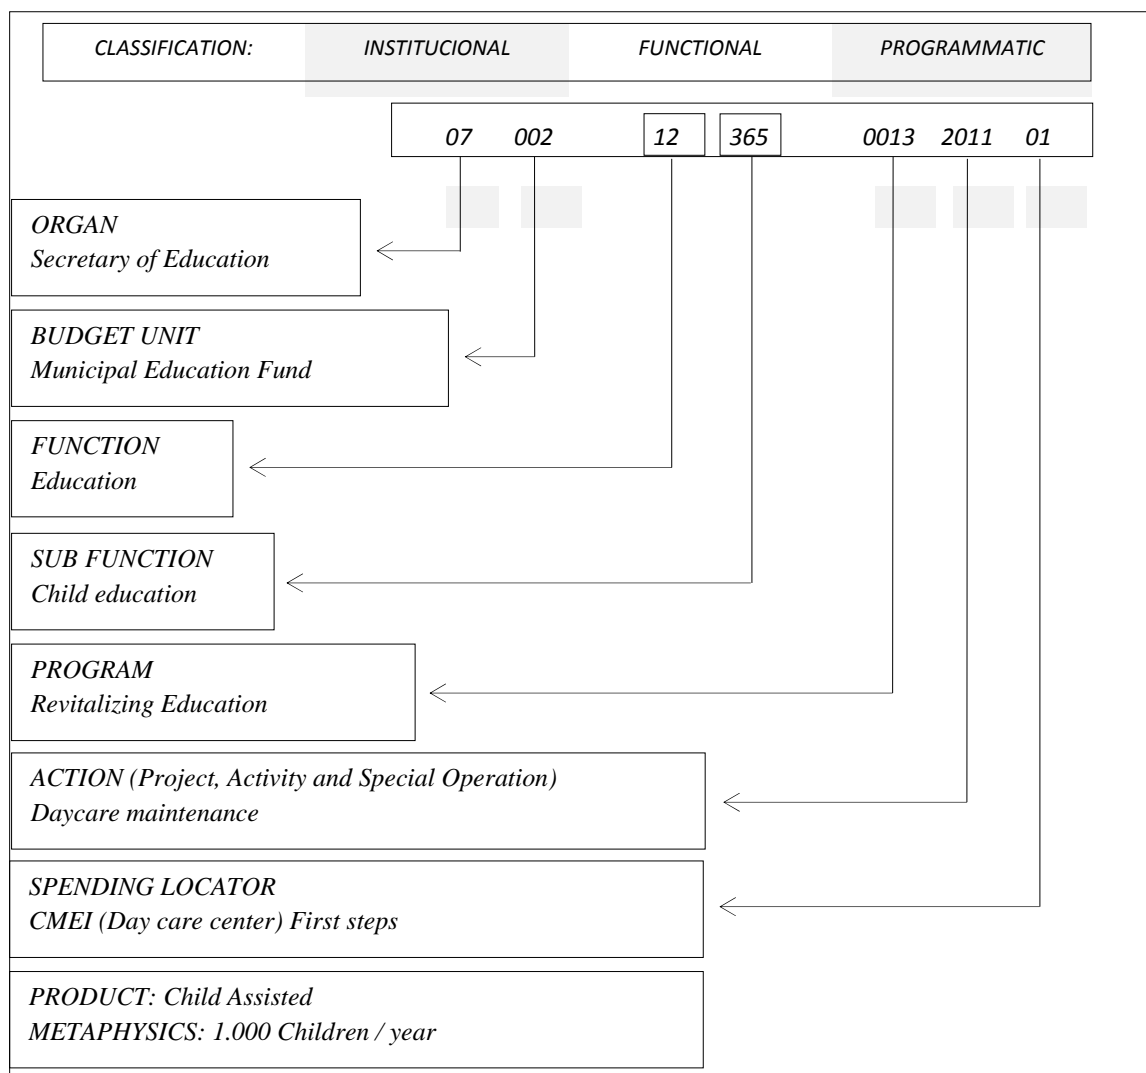 CLASSIFICATION: INSTITUCIONAL FUNCTIONAL PROGRAMMATIC
07 002 12 365 0013 2011 01
ORGAN
Secretary of Education
BUDGET UNIT
Municipal Education Fund
FUNCTION
Education
SUB FUNCTION
Child education
PROGRAM
Revitalizing Education
ACTION (Project, Activity and Special Operation)
Daycare maintenance
SPENDING LOCATOR
CMEI (Day care center) First steps
PRODUCT: Child Assisted
METAPHYSICS: 1.000 Children / year